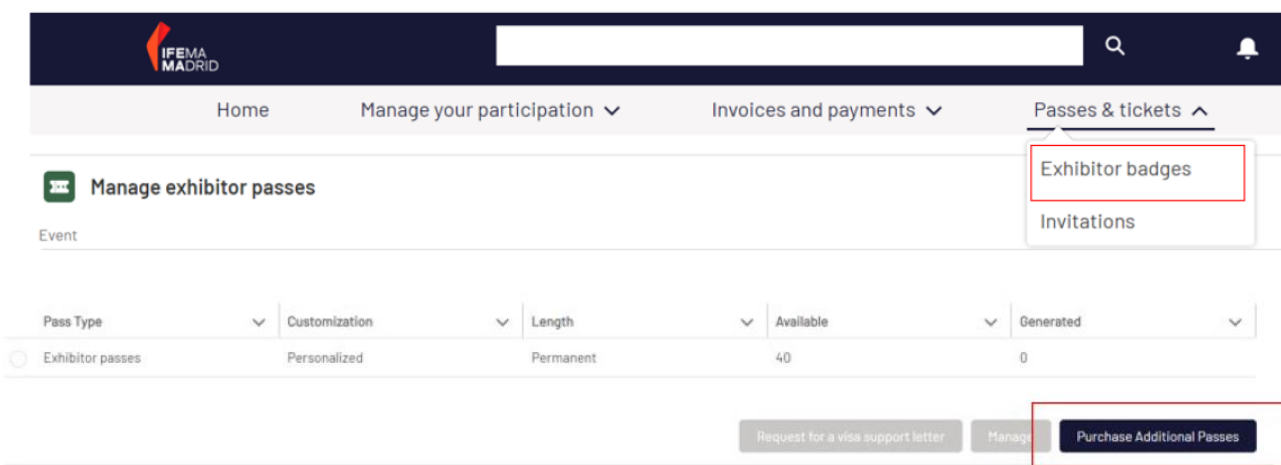 IFEMA
MADRID
Home Manage your participation Invoices and payments Passes & tickets
Exhibitor badges
Invitations
Manage exhibitor passes
Event
Pass Type Customization Length Available Generated
Exhibitor passes Personalized Permanent 40 0
Request for a visa support letter Manage Purchase Additional Passes